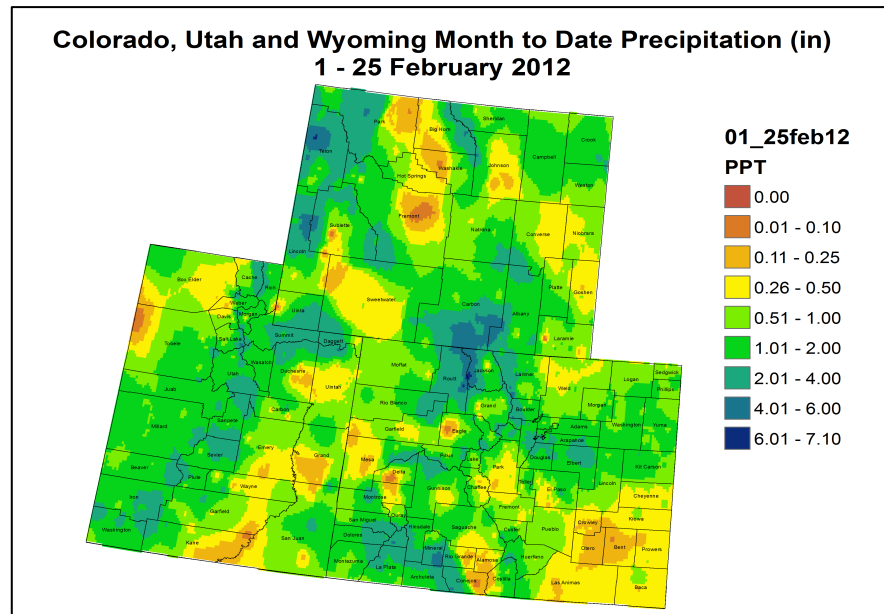 Colorado, Utah and Wyoming Month to Date Precipitation (in)
1 - 25 February 2012
01_25feb12
PPT
0.00
0.01 - 0.10
0.11 - 0.25
0.26 - 0.50
0.51 - 1.00
1.01 - 2.00
2.01 - 4.00
4.01 - 6.00
6.01 - 7.10
Sheridan
Park
Big Horn
Crook
Teton
Campbell
Johnson
Washakie
Hot Springs
Weston
Fremont
Sublette
Natrona
Converse
Niobrara
Lincoln
Platte
Goshen
Sweetwater
Carbon
Albany
Uinta
Laramie
Cache
Rich
Box Elder
Weber
Morgan
Davis
Salt Lake
Summit
Daggett
Tooele
Wasatch
Duchesne
Utah
Uintah
Juab
Carbon
Millard
Sanpete
Emery
Grand
Sevier
Beaver
Piute
Wayne
Iron
Garfield
Washington
Kane
San Juan
Moffat
Routt
Jackson
Larimer
Weld
Logan
Sedgwick
Phillips
Morgan
Rio Blanco
Grand
Boulder
Adams
Washington
Yuma
Garfield
Eagle
Arapahoe
Douglas
Elbert
Kit Carson
Mesa
Pitkin
Lake
Park
Delta
Gunnison
Chaffee
Teller
El Paso
Lincoln
Cheyenne
Montrose
Fremont
Kiowa
Ouray
Crowley
Pueblo
San Miguel
Hinsdale
Saguache
Custer
Otero
Bent
Prowers
Dolores
Mineral
Rio Grande
Alamosa
Huerfano
Montezuma
La Plata
Archuleta
Conejos
Costilla
Las Animas
Baca